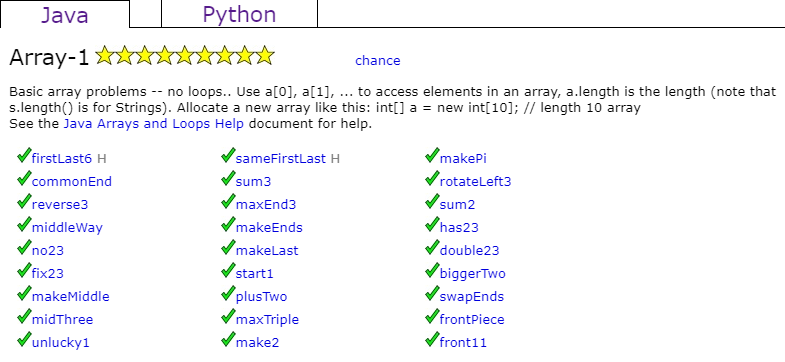 Java Python
Array-1 chance
Basic array problems -- no loops.. Use a[0], a[1], ... to access elements in an array, a.length is the length (note that
s.length() is for Strings). Allocate a new array like this: int[] a = new int[10]; // length 10 array
See the Java Arrays and Loops Help document for help.
firstLast6 H sameFirstLast H makePi
commonEnd sum3 rotateLeft3
reverse3 maxEnd3 sum2
middleWay makeEnds has23
no23 makeLast double23
fix23 start1 biggerTwo
makeMiddle plusTwo swapEnds
midThree maxTriple frontPiece
unlucky1 make2 front11